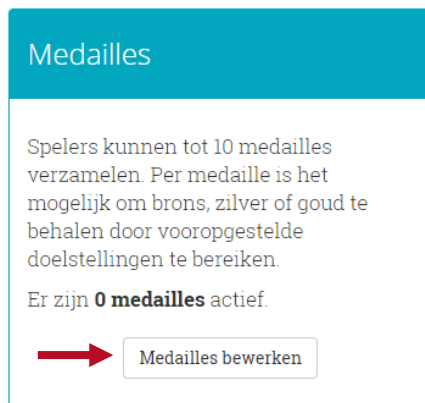 Medailles
Spelers kunnen tot 10 medailles
verzamelen. Per medaille is het
mogelijk om brons, zilver of goud te
behalen door vooropgestelde
doelstellingen te bereiken.
Er zijn 0 medailles actief.
Medailles bewerken